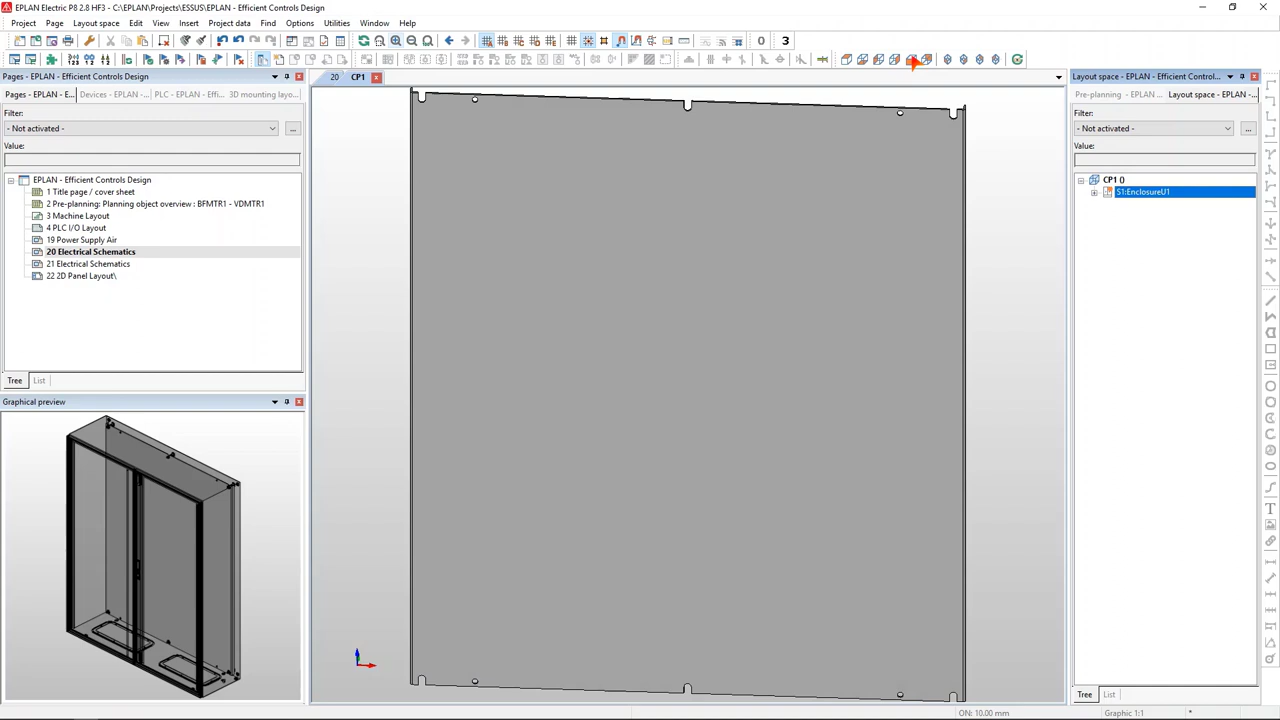 EPLAN Electric P8 2.8 HF3 - C:\EPLAN\Projects\ESSUS\EPLAN - Efficient Controls Design
Project Page Layout space Edit View Insert Project data Find Options Utilities Window Help
0 3
Pages - EPLAN - Efficient Controls Design
20 CP1
Layout space - EPLAN - Efficient Control...
Pages - EPLAN - E... Devices - EPLAN - ... PLC - EPLAN - Effi... 3D mounting layo...
Pre-planning - EPLAN ... Layout space - EPLAN - ...
Filter:
- Not activated -
...
Value:
Filter:
- Not activated -
...
Value:
EPLAN - Efficient Controls Design
1 Title page / cover sheet
2 Pre-planning: Planning object overview : BFMTR1 - VDMTR1
3 Machine Layout
4 PLC I/O Layout
19 Power Supply Air
20 Electrical Schematics
21 Electrical Schematics
22 2D Panel Layout\
CP1 ()
S1:EnclosureU1
Tree List
Graphical preview
Tree List
ON: 10.00 mm
Graphic 1:1
*